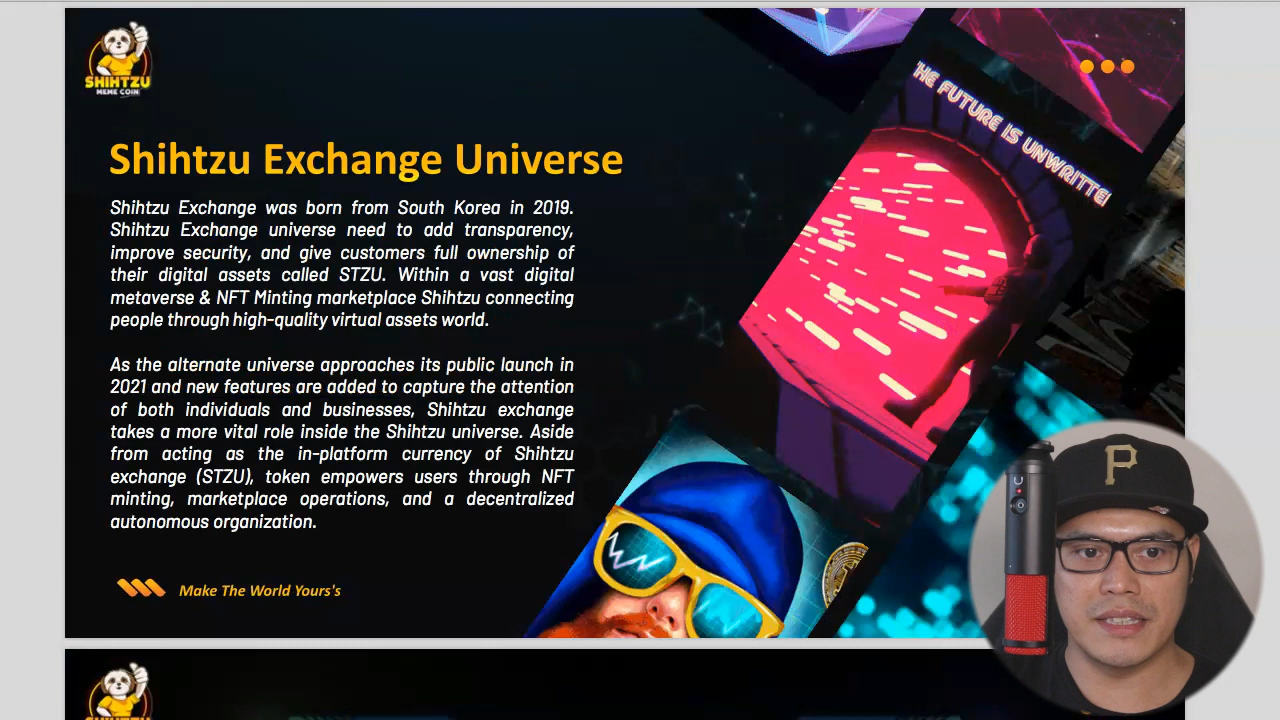 SHIHTZU
MEME COIN
HE FUTURE IS UNWRITTE
Shihtzu Exchange Universe
Shihtzu Exchange was born from South Korea in 2019.
Shihtzu Exchange universe need to add transparency,
improve security, and give customers full ownership of
their digital assets called STZU. Within a vast digital
metaverse & NFT Minting marketplace Shihtzu connecting
people through high-quality virtual assets world.
As the alternate universe approaches its public launch in
2021 and new features are added to capture the attention
of both individuals and businesses, Shihtzu exchange
takes a more vital role inside the Shihtzu universe. Aside
from acting as the in-platform currency of Shihtzu
exchange (STZU), token empowers users through NFT
minting, marketplace operations, and a decentralized
autonomous organization.
Make The World Yours's
P
SHIHTZU